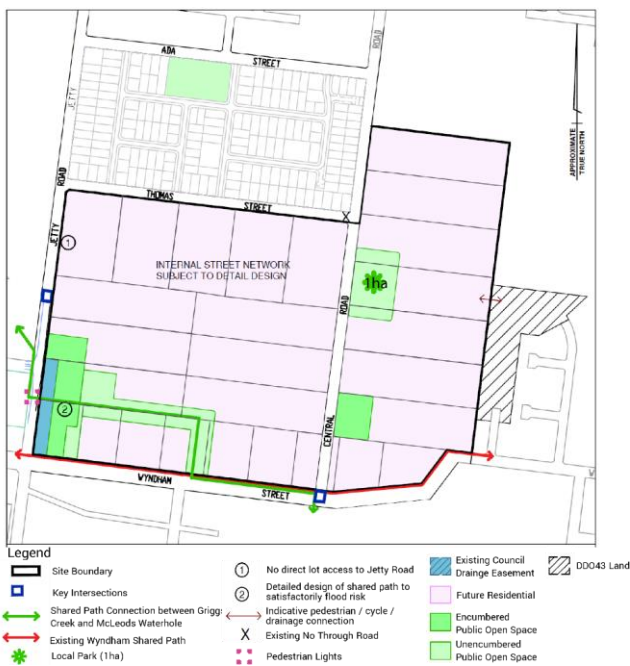 ROAD
ADA
STREET
JETTY
ROAD
APPROXIMATE
TRUE NORTH
THOMAS
STREET
JETTY
1
X
INTERNAL STREET NETWORK
SUBJECT TO DETAIL DESIGN
1ha
ROAD
2
CENTRAL
WYNDHAM
STREET
W
Legend
Site Boundary
Key Intersections
Shared Path Connection between Griggs
Creek and McLeods Waterhole
Existing Wyndham Shared Path
Local Park (1ha)
1 No direct lot access to Jetty Road
2 Detailed design of shared path to
satisfactorily flood risk
Indicative pedestrian / cycle /
drainage connection
X Existing No Through Road
Pedestrian Lights
Existing Council
Drainge Easement
Future Residential
Encumbered
Public Open Space
Unencumbered
Public Open Space
DDO43 Land